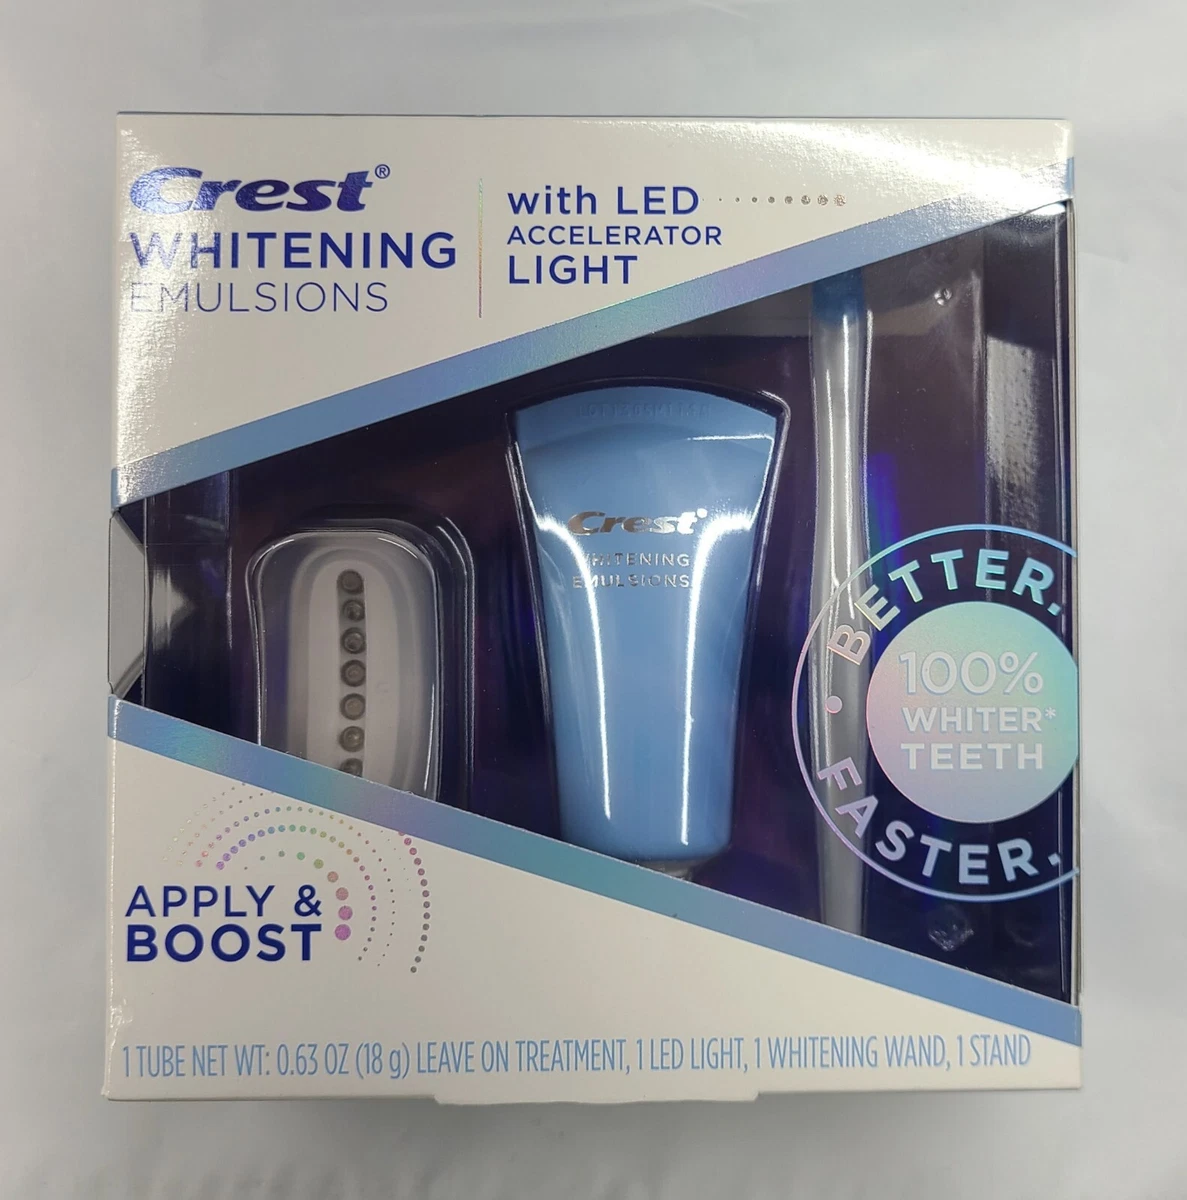 Crest®
WHITENING
EMULSIONS
with LED
ACCELERATOR
LIGHT
Crest
WHITENING
EMULSIONS
BETTER.
100%
WHITER*
TEETH
FASTER.
APPLY &
BOOST
1 TUBE NET WT: 0.63 OZ (18 g) LEAVE ON TREATMENT, 1 LED LIGHT, 1 WHITENING WAND, 1 STAND